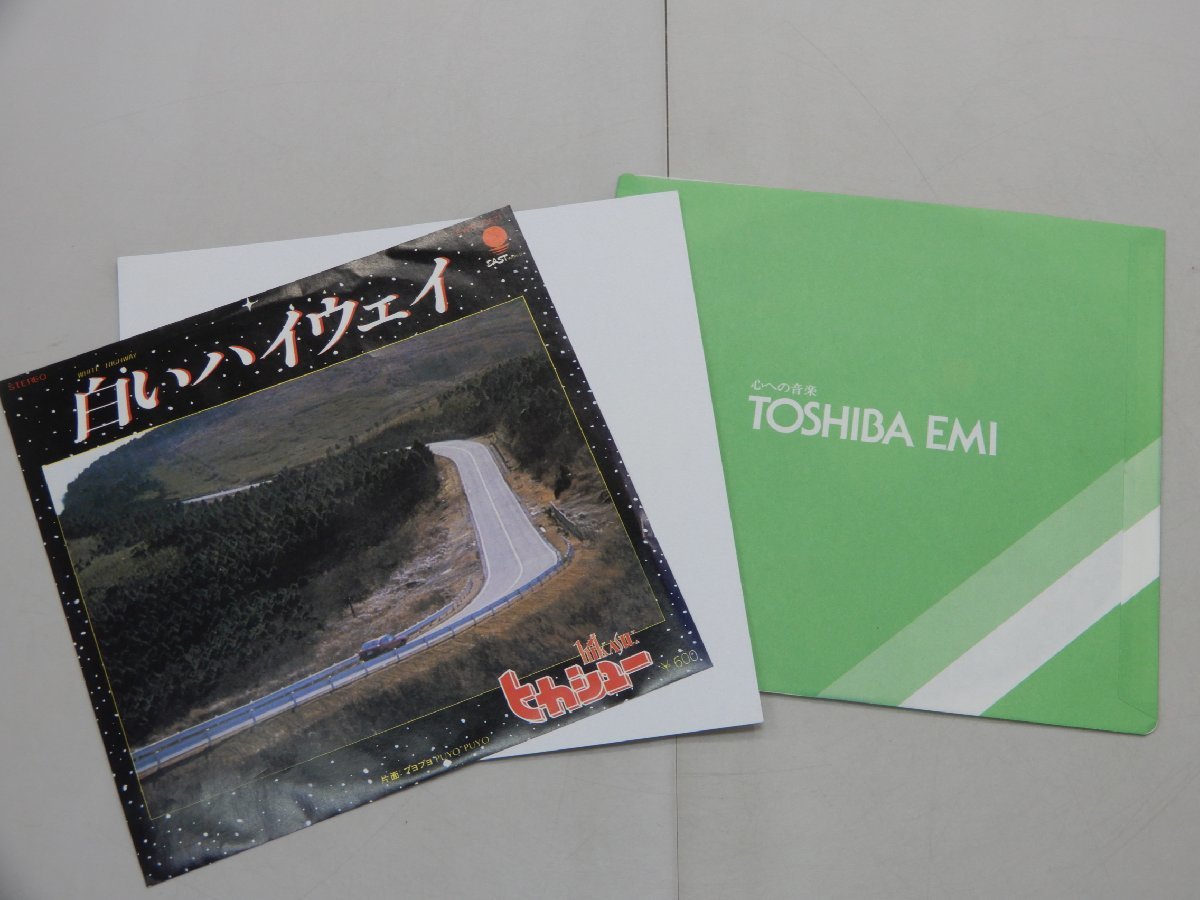 STEREO
WHITE HIGHWAY
白いハイウェイ
EAST
hikashu
ヒカシュー
¥600
片面・プヨプヨ PUYO PUYO
心への音楽
TOSHIBA EMI